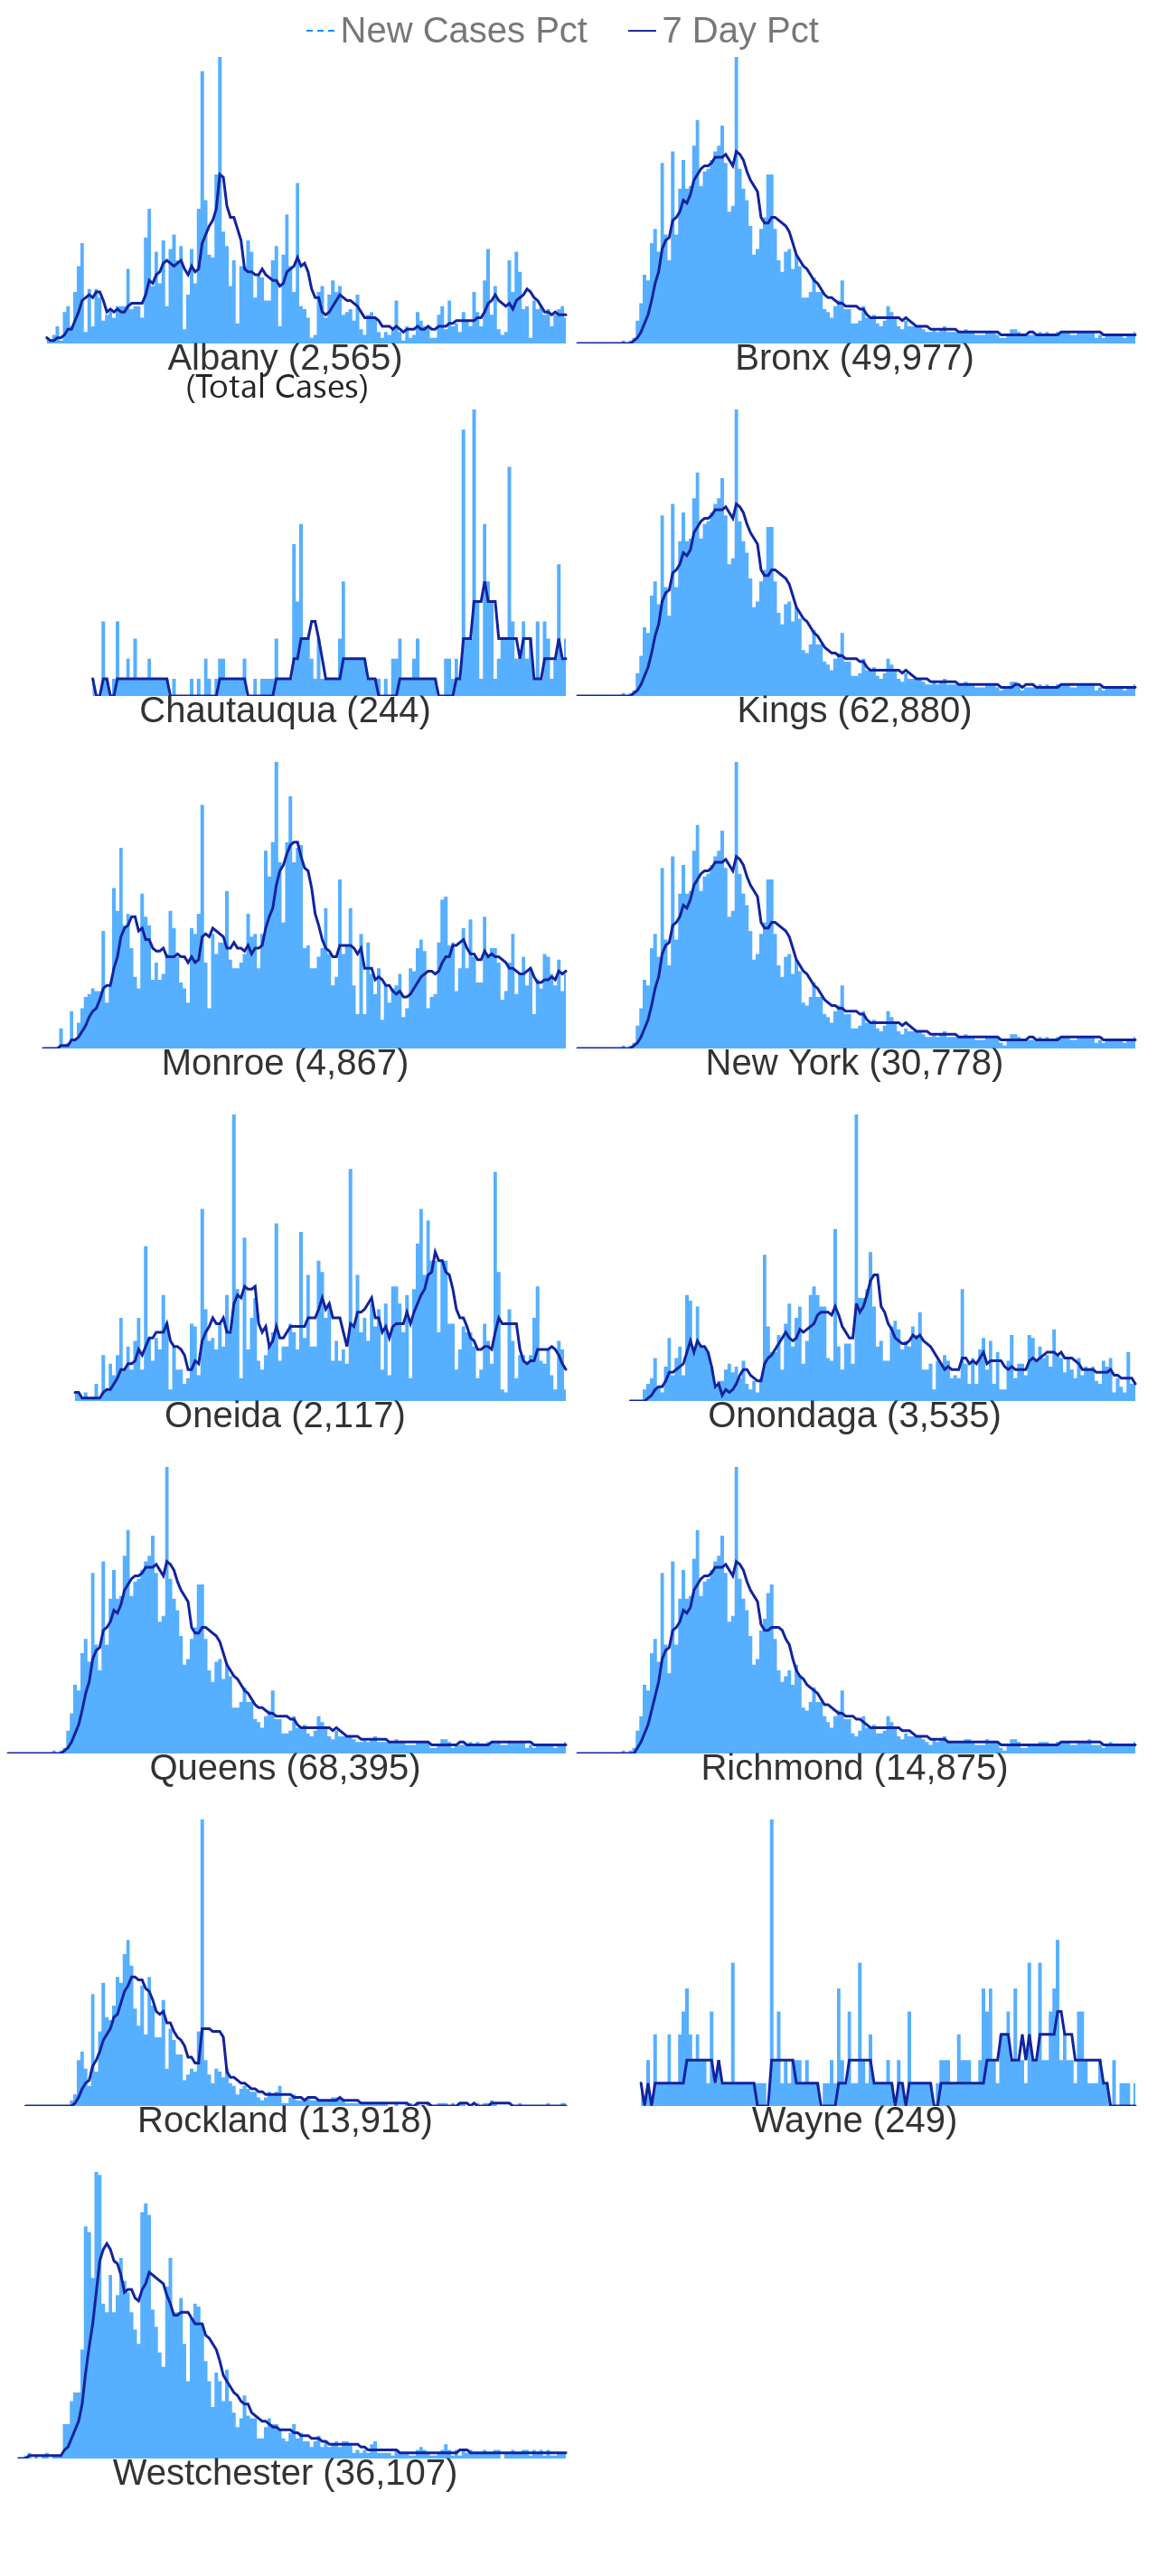 New Cases Pct 7 Day Pct
Albany (2,565) Bronx (49,977)
(Total Cases)
Chautauqua (244) Kings (62,880)
Monroe (4,867) New York (30,778)
Oneida (2,117) Onondaga (3,535)
Queens (68,395) Richmond (14,875)
Rockland (13,918) Wayne (249)
Westchester (36,107)